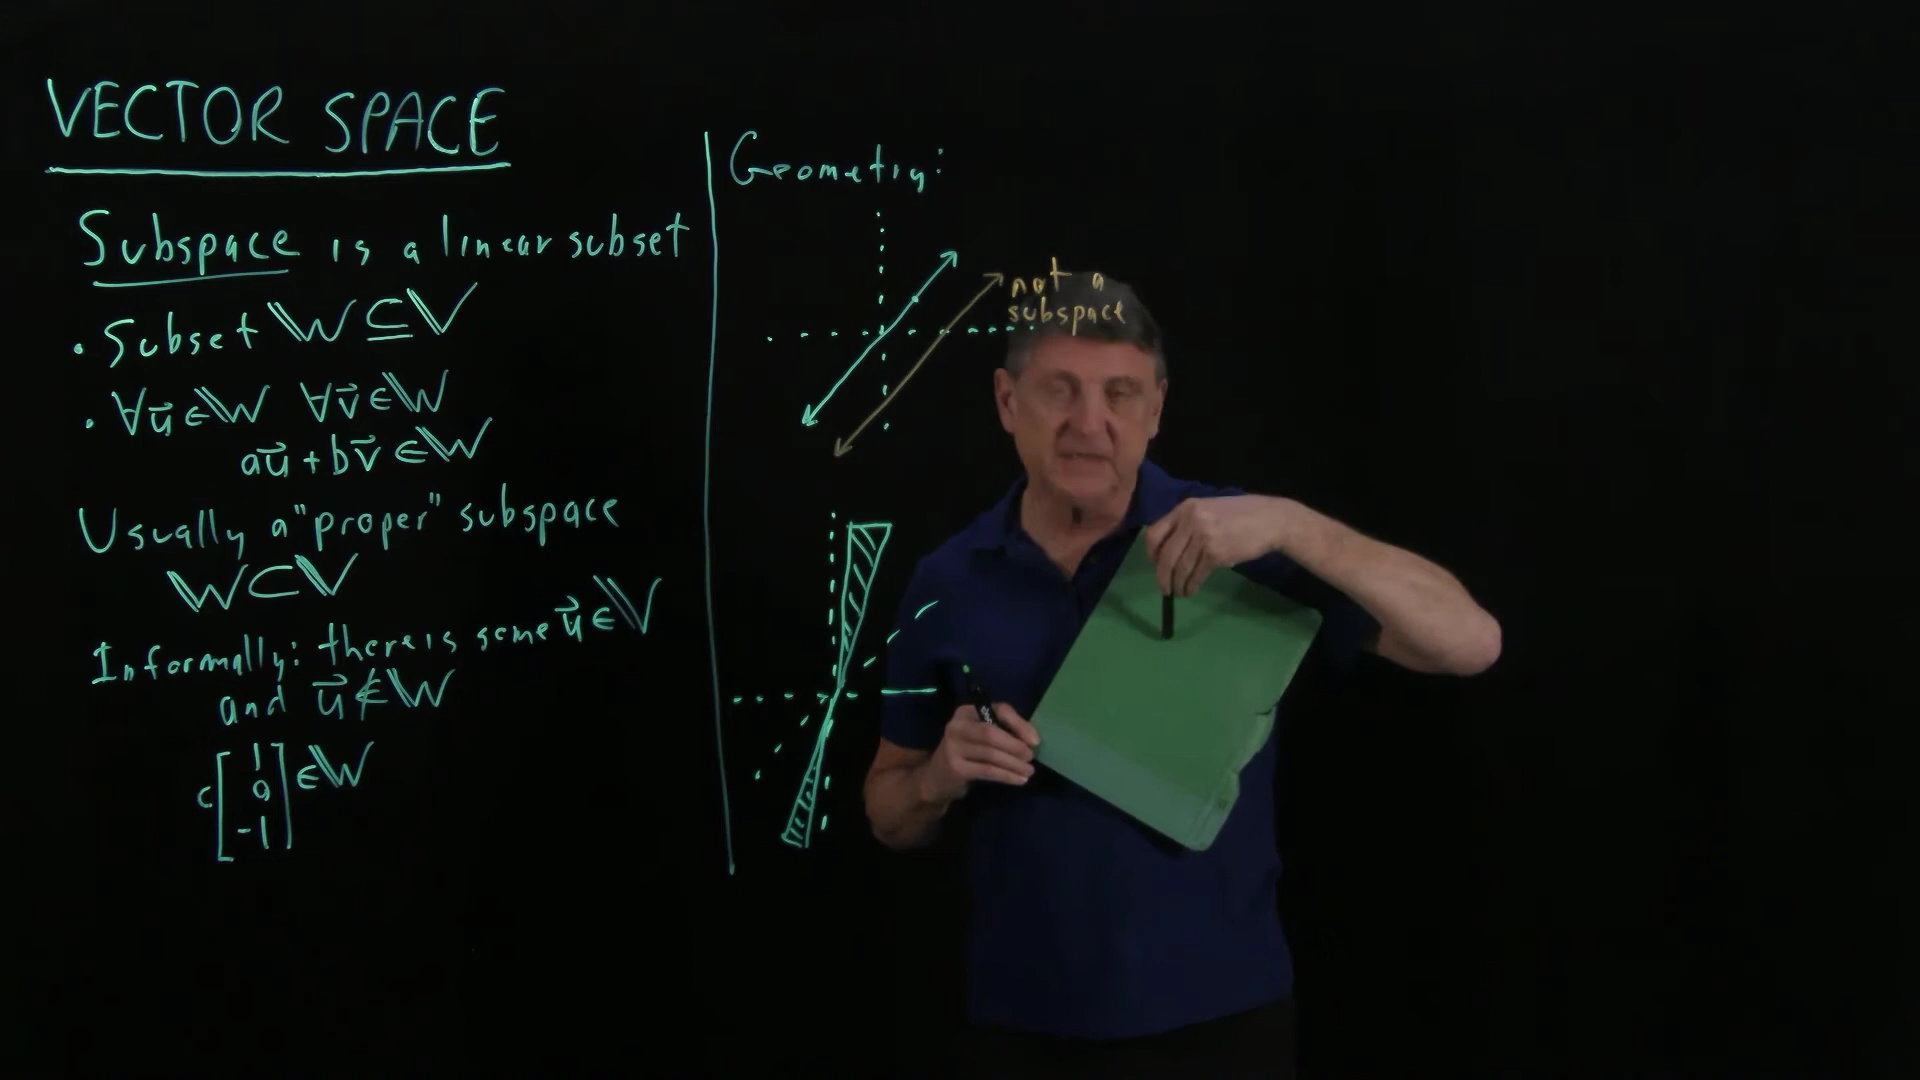 VECTOR SPACE
Subspace is a linear subset
• Subset 𝕎 ⊆ 𝕍
• ∀u⃗ ∈ 𝕎 ∀v⃗ ∈ 𝕎
au⃗ + bv⃗ ∈ 𝕎
Usually a "proper" subspace
𝕎 ⊂ 𝕍
Informally: there is some u⃗ ∈ 𝕍
and u⃗ ∉ 𝕎
c [1 0 -1] ∈ 𝕎
Geometry:
not a
subspace